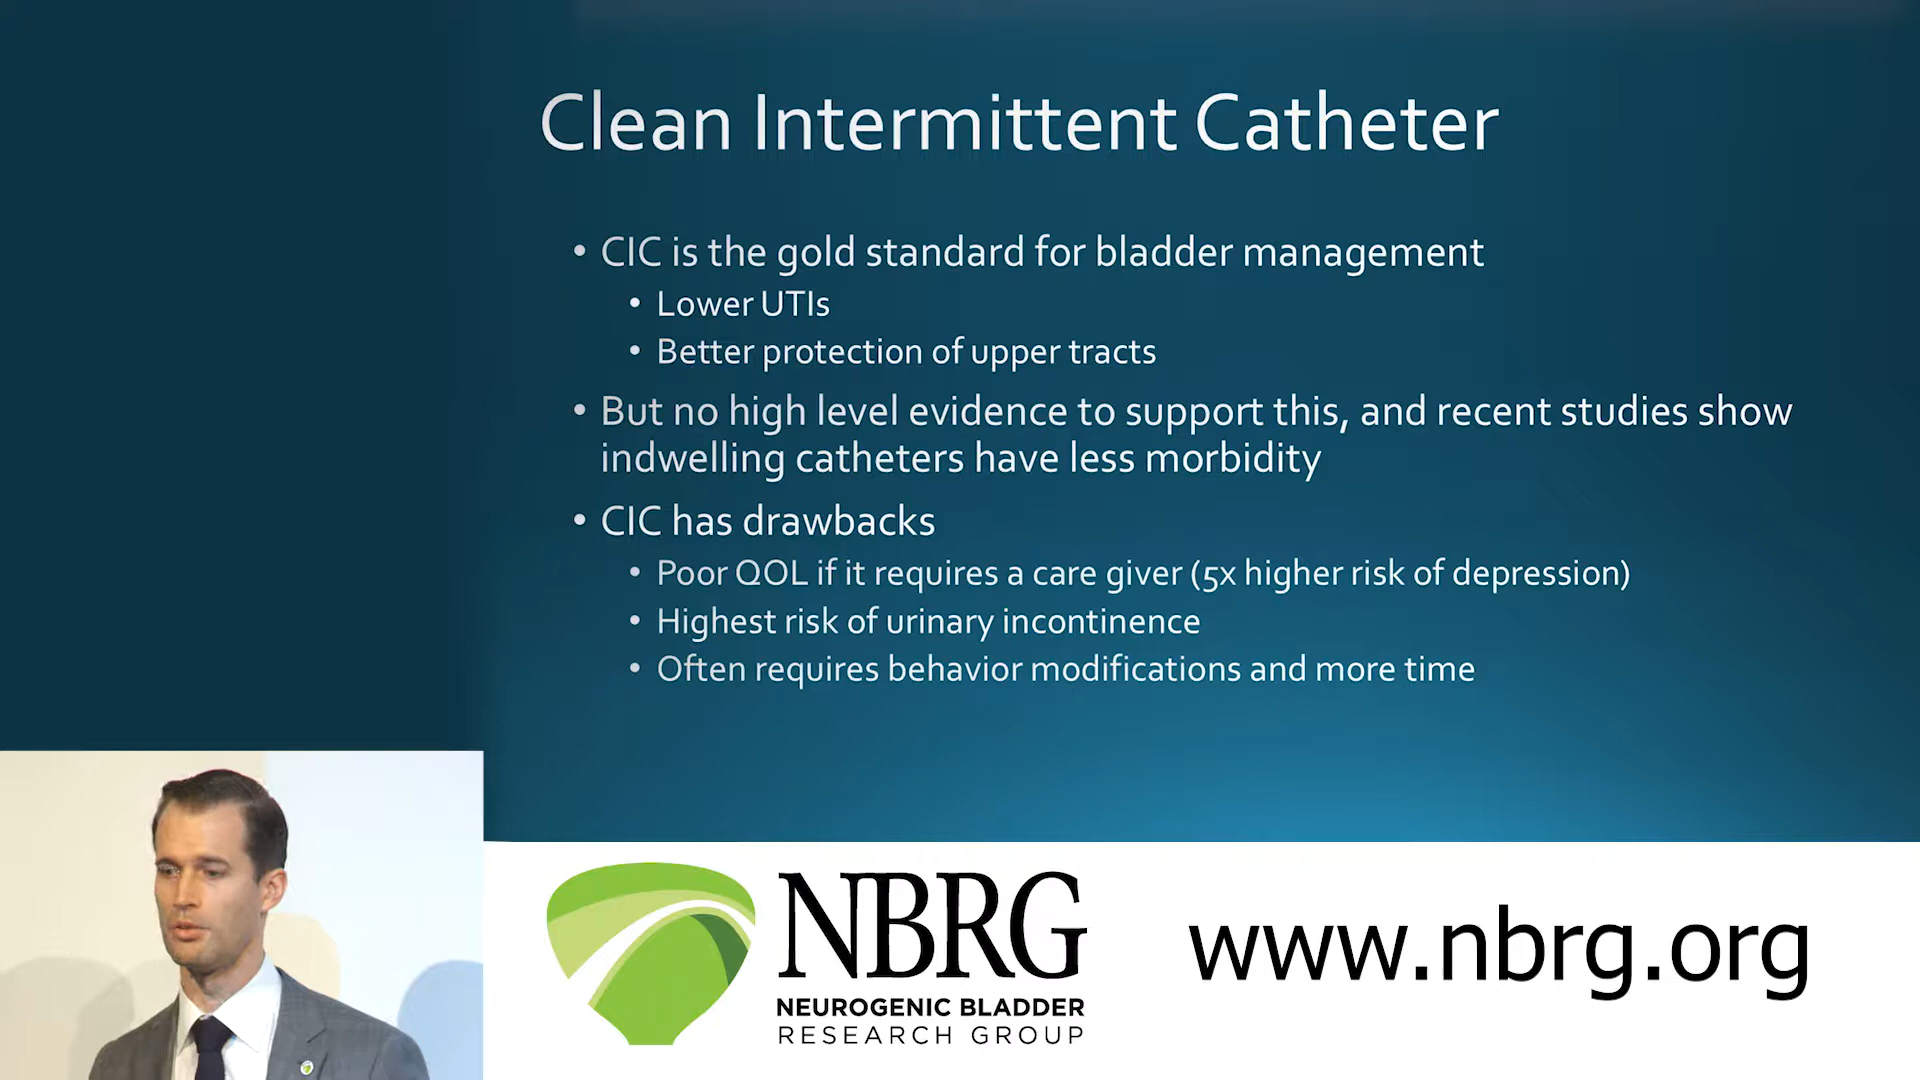 Clean Intermittent Catheter
• CIC is the gold standard for bladder management
• Lower UTIs
• Better protection of upper tracts
• But no high level evidence to support this, and recent studies show
indwelling catheters have less morbidity
• CIC has drawbacks
• Poor QOL if it requires a care giver (5x higher risk of depression)
• Highest risk of urinary incontinence
• Often requires behavior modifications and more time
NBRG
NEUROGENIC BLADDER
RESEARCH GROUP
www.nbrg.org